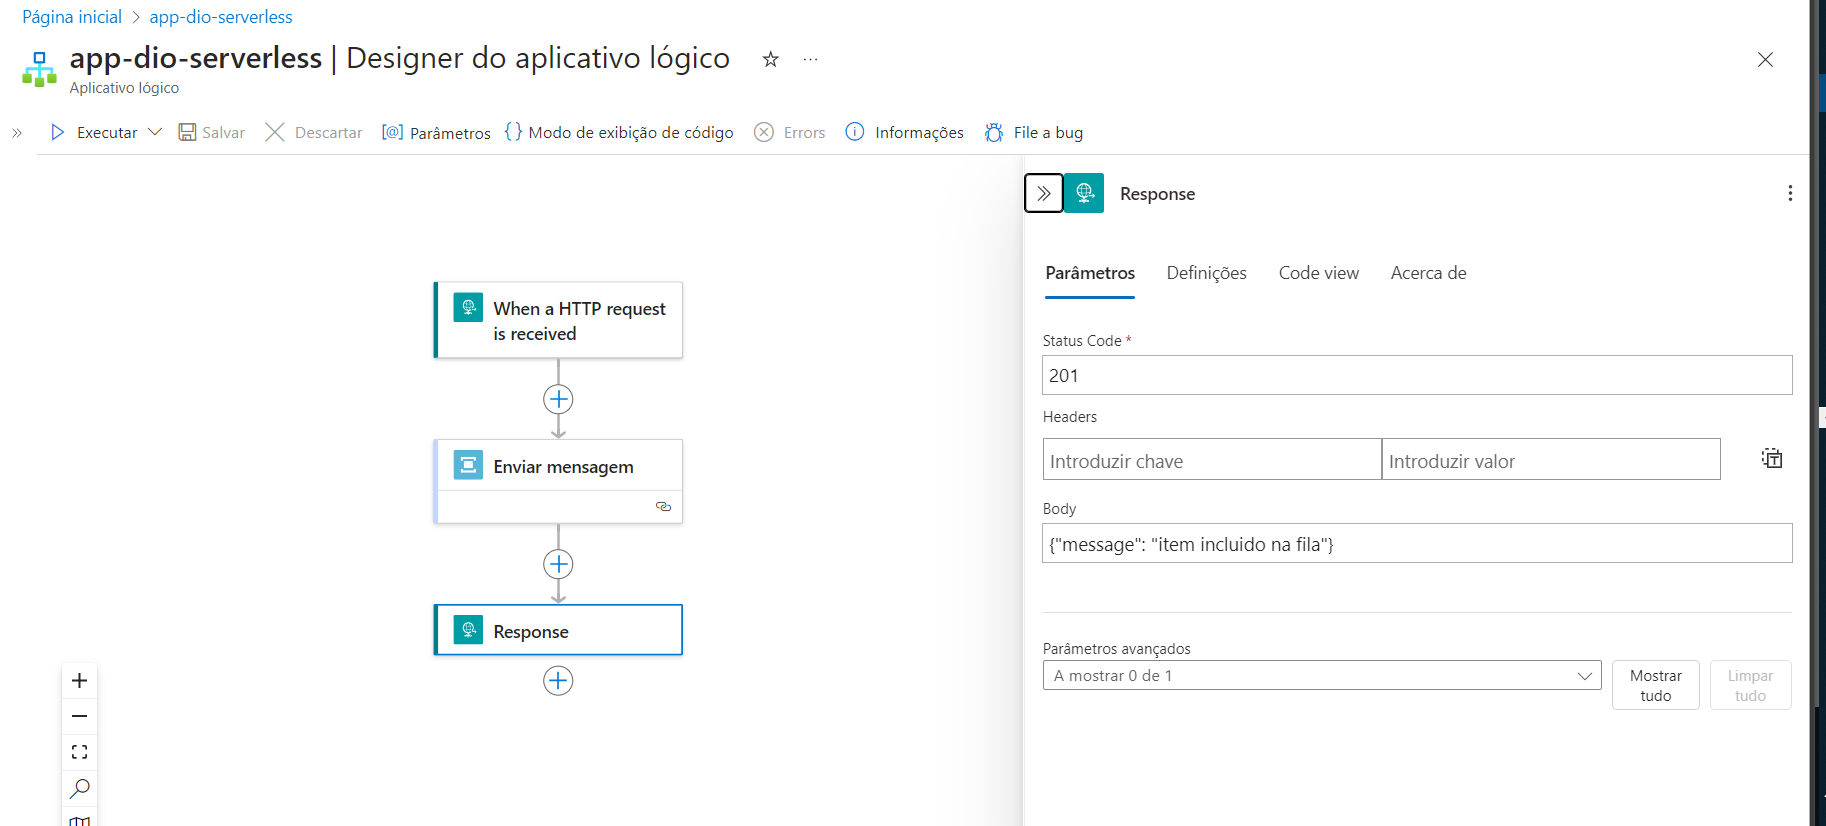 Página inicial > app-dio-serverless
app-dio-serverless | Designer do aplicativo lógico
Aplicativo lógico
Executar
Salvar
Descartar
Parâmetros
Modo de exibição de código
Errors
Informações
File a bug
When a HTTP request
is received
Enviar mensagem
Response
Response
Parâmetros
Definições
Code view
Acerca de
Status Code *
201
Headers
Introduzir chave
Introduzir valor
Body
{"message": "item incluido na fila"}
Parâmetros avançados
A mostrar 0 de 1
Mostrar
tudo
Limpar
tudo